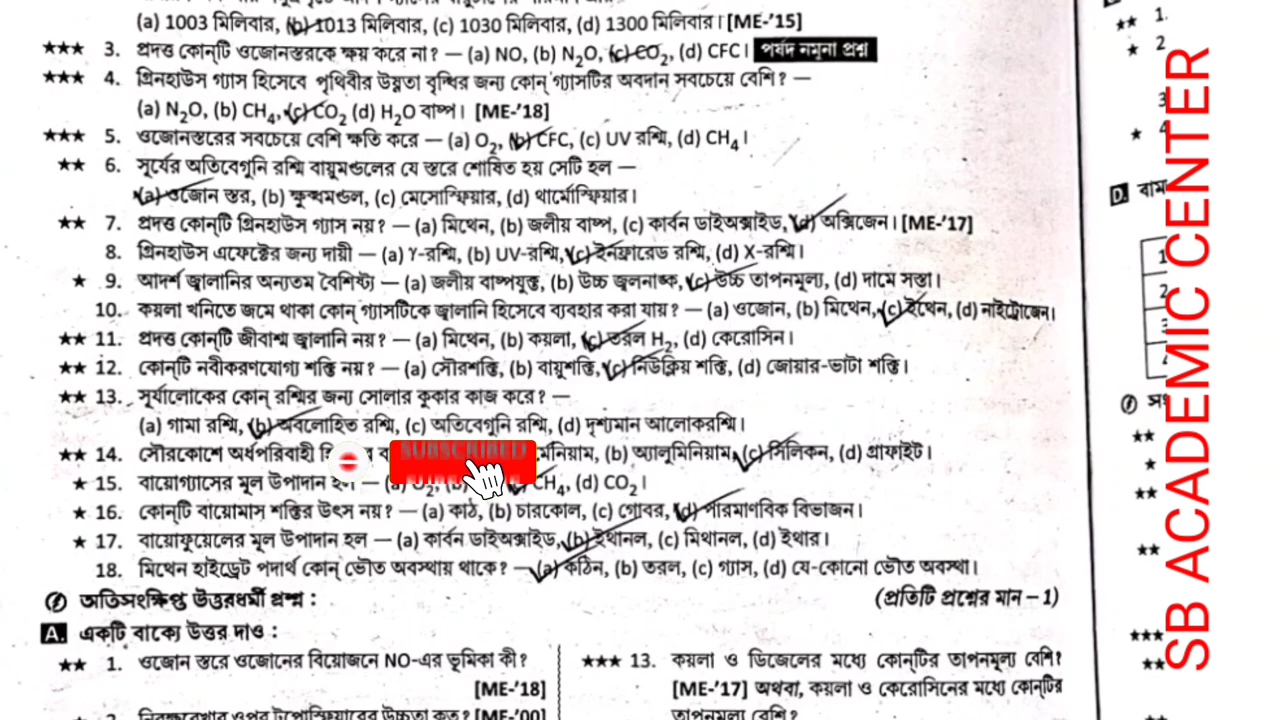 (a) 1003 মিলিবার, (b) 1013 মিলিবার, (c) 1030 মিলিবার, (d) 1300 মিলিবার। [ME-’15]
★★★ 3. প্রদত্ত কোন্‌টি ওজোনস্তরকে ক্ষয় করে না? — (a) NO, (b) N₂O, (c) CO₂, (d) CFC। পর্ষদ নমুনা প্রশ্ন
★★★ 4. গ্রিনহাউস গ্যাস হিসেবে পৃথিবীর উষ্ণতা বৃদ্ধির জন্য কোন্ গ্যাসটির অবদান সবচেয়ে বেশি? —
(a) N₂O, (b) CH₄, (c) CO₂ (d) H₂O বাষ্প। [ME-’18]
★★★ 5. ওজোনস্তরের সবচেয়ে বেশি ক্ষতি করে — (a) O₂, (b) CFC, (c) UV রশ্মি, (d) CH₄।
★★ 6. সূর্যের অতিবেগুনি রশ্মি বায়ুমণ্ডলের যে স্তরে শোষিত হয় সেটি হল —
(a) ওজোন স্তর, (b) ক্ষুব্ধমণ্ডল, (c) মেসোস্ফিয়ার, (d) থার্মোস্ফিয়ার।
★★ 7. প্রদত্ত কোন্‌টি গ্রিনহাউস গ্যাস নয়? — (a) মিথেন, (b) জলীয় বাষ্প, (c) কার্বন ডাইঅক্সাইড, (d) অক্সিজেন। [ME-’17]
8. গ্রিনহাউস এফেক্টের জন্য দায়ী — (a) γ-রশ্মি, (b) UV-রশ্মি, (c) ইনফ্রারেড রশ্মি, (d) X-রশ্মি।
★ 9. আদর্শ জ্বালানির অন্যতম বৈশিষ্ট্য — (a) জলীয় বাষ্পযুক্ত, (b) উচ্চ জ্বলনাঙ্ক, (c) উচ্চ তাপনমূল্য, (d) দামে সস্তা।
10. কয়লা খনিতে জমে থাকা কোন্ গ্যাসটিকে জ্বালানি হিসেবে ব্যবহার করা যায়? — (a) ওজোন, (b) মিথেন, (c) ইথেন, (d) নাইট্রোজেন।
★★ 11. প্রদত্ত কোন্‌টি জীবাশ্ম জ্বালানি নয়? — (a) মিথেন, (b) কয়লা, (c) তরল H₂, (d) কেরোসিন।
★★ 12. কোন্‌টি নবীকরণযোগ্য শক্তি নয়? — (a) সৌরশক্তি, (b) বায়ুশক্তি, (c) নিউক্লিয় শক্তি, (d) জোয়ার-ভাটা শক্তি।
★★ 13. সূর্যালোকের কোন্ রশ্মির জন্য সোলার কুকার কাজ করে? —
(a) গামা রশ্মি, (b) অবলোহিত রশ্মি, (c) অতিবেগুনি রশ্মি, (d) দৃশ্যমান আলোকরশ্মি।
★★ 14. সৌরকোশে অর্ধপরিবাহী র্মেনিয়াম, (b) অ্যালুমিনিয়াম, (c) সিলিকন, (d) গ্রাফাইট।
SUBSCRIBED
★ 15. বায়োগ্যাসের মূল উপাদান হল — (a) O₂, CH₄, (d) CO₂।
★ 16. কোন্‌টি বায়োমাস শক্তির উৎস নয়? — (a) কাঠ, (b) চারকোল, (c) গোবর, (d) পারমাণবিক বিভাজন।
★ 17. বায়োফুয়েলের মূল উপাদান হল — (a) কার্বন ডাইঅক্সাইড, (b) ইথানল, (c) মিথানল, (d) ইথার।
18. মিথেন হাইড্রেট পদার্থ কোন্ ভৌত অবস্থায় থাকে? — (a) কঠিন, (b) তরল, (c) গ্যাস, (d) যে-কোনো ভৌত অবস্থা।
অতিসংক্ষিপ্ত উত্তরধর্মী প্রশ্ন : (প্রতিটি প্রশ্নের মান – 1)
A. একটি বাক্যে উত্তর দাও :
★★ 1. ওজোন স্তরে ওজোনের বিয়োজনে NO-এর ভূমিকা কী?
[ME-’18]
★★★ 13. কয়লা ও ডিজেলের মধ্যে কোন্‌টির তাপনমূল্য বেশি?
[ME-’17] অথবা, কয়লা ও কেরোসিনের মধ্যে কোন্‌টির
তাপনমূল্য বেশি?
★★ 1.
★ 2
3
★ 4
D. বাম
1
2
3
★★
★
★★
★★
★★★
★★
SB ACADEMIC CENTER